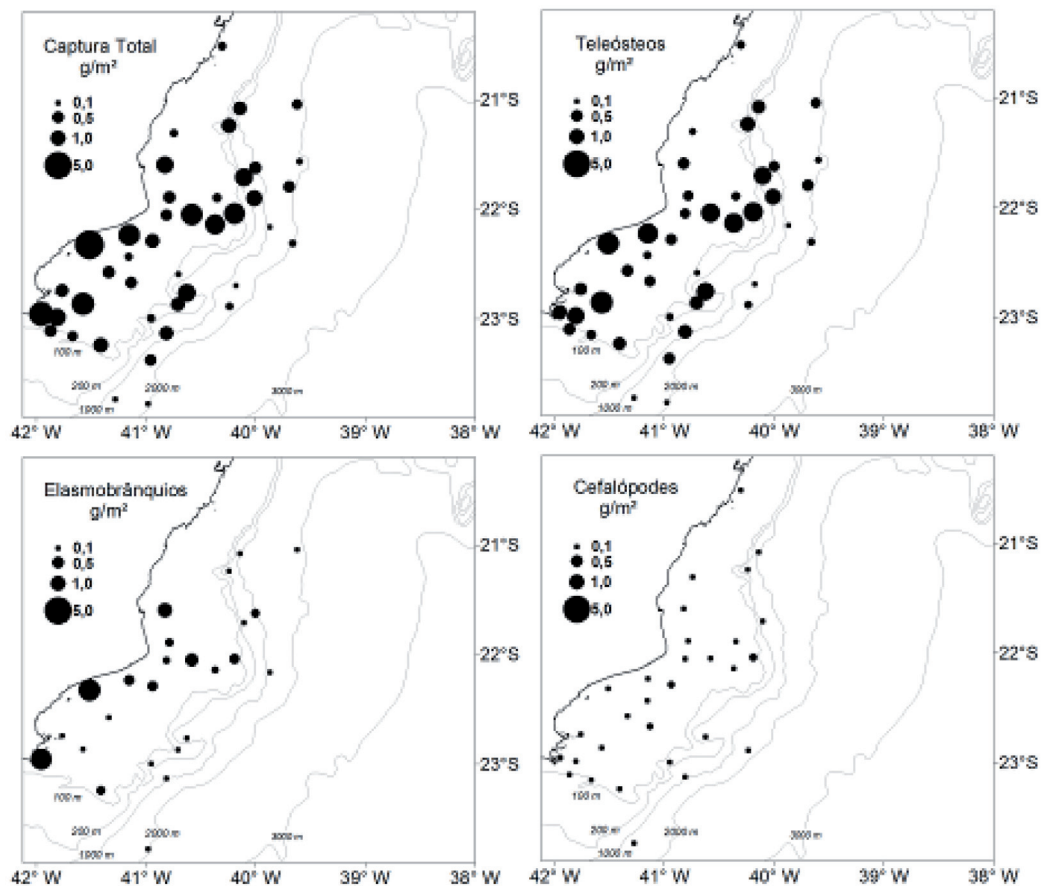 Captura Total
g/m²
0,1
0,5
1,0
5,0
21°S
22°S
23°S
100 m
200 m
1900 m
2000 m
3000 m
42° W
41° W
40° W
39° W
38° W
Teleósteos
g/m²
0,1
0,5
1,0
5,0
21°S
22°S
23°S
100 m
200 m
1000 m
2000 m
3000 m
42° W
41° W
40° W
39° W
38° W
Elasmobrânquios
g/m²
0,1
0,5
1,0
5,0
21°S
22°S
23°S
100 m
200 m
1900 m
2000 m
3000 m
42° W
41° W
40° W
39° W
38° W
Cefalópodes
g/m²
0,1
0,5
1,0
5,0
21°S
22°S
23°S
100 m
200 m
1000 m
2000 m
3000 m
42° W
41° W
40° W
39° W
38° W